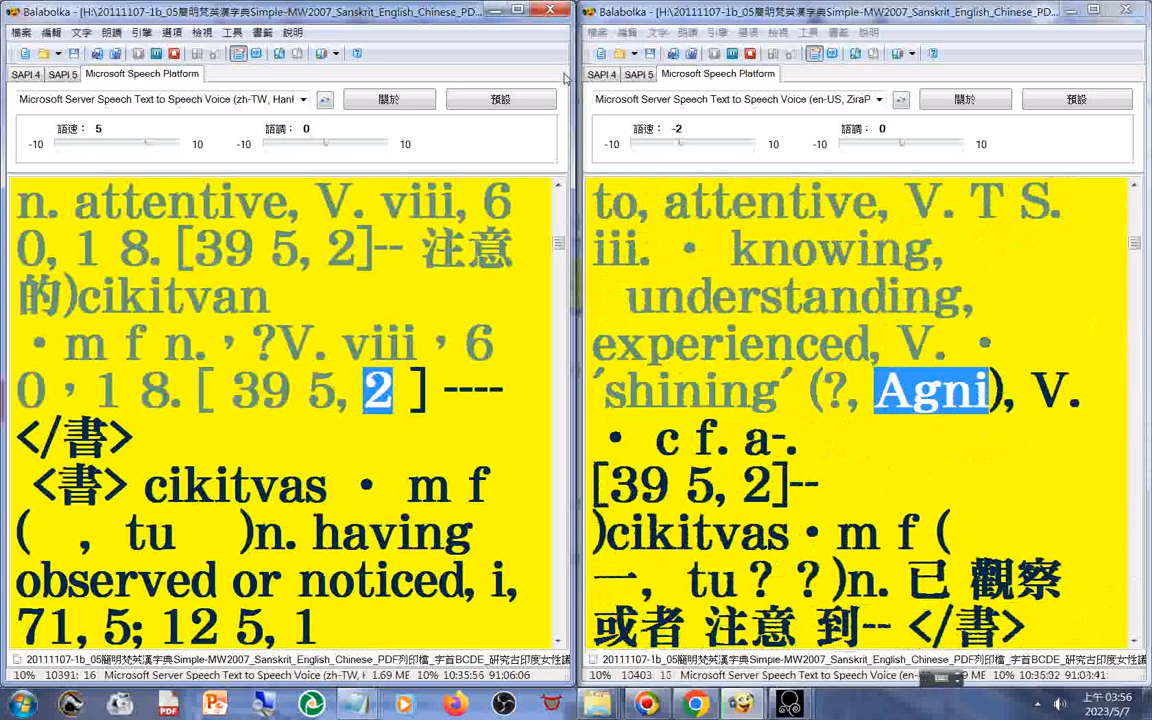 Balabolka - [H:\20111107-1b_05簡明梵英漢字典Simple-MW2007_Sanskrit_English_Chinese_PD...
檔案 編輯 文字 朗讀 引擎 選項 檢視 工具 書籤 說明
SAPI 4 SAPI 5 Microsoft Speech Platform
Microsoft Server Speech Text to Speech Voice (zh-TW, Hanl 關於 預設
語速： 5 語調： 0
-10 10 -10 10
n. attentive, V. viii, 6
0, 1 8. [39 5, 2]-- 注意
的)cikitvan
・m f n.，?V. viii，6
0，1 8. [ 39 5, 2 ] ----
</書>
<書> cikitvas ・ m f
( , tu )n. having
observed or noticed, i,
71, 5; 12 5, 1
20111107-1b_05簡明梵英漢字典Simple-MW2007_Sanskrit_English_Chinese_PDF列印檔_字首BCDE_研究古印度女性議
10% 10391: 16 Microsoft Server Speech Text to Speech Voice (zh-TW, 1.69 ME 10% 10:35:56 91:06:06
Balabolka - [H:\20111107-1b_05簡明梵英漢字典Simple-MW2007_Sanskrit_English_Chinese_PD...
檔案 編輯 文字 朗讀 引擎 選項 檢視 工具 書籤 說明
SAPI 4 SAPI 5 Microsoft Speech Platform
Microsoft Server Speech Text to Speech Voice (en-US, ZiraP 關於 預設
語速： -2 語調： 0
-10 10 -10 10
to, attentive, V. T S.
iii. ・ knowing,
understanding,
experienced, V. ・
'shining' (?, Agni), V.
・ c f. a-.
[39 5, 2]--
)cikitvas・m f (
一, tu？？)n. 已 觀察
或者 注意 到-- </書>
20111107-1b_05簡明梵英漢字典Simple-MW2007_Sanskrit_English_Chinese_PDF列印檔_字首BCDE_研究古印度女性議
10% 10403: Microsoft Server Speech Text to Speech Voice (en-US, 10% 10:35:32
PDF
上午 03:56
2023/5/7